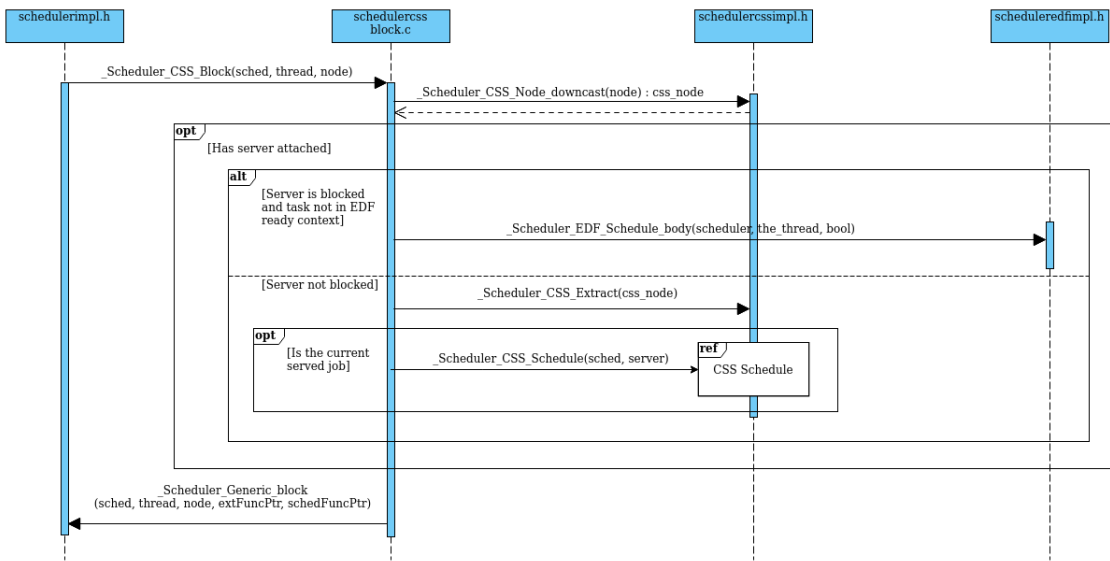 schedulerimpl.h
schedulercss
block.c
schedulercssimpl.h
scheduleredfimpl.h
_Scheduler_CSS_Block(sched, thread, node)
_Scheduler_CSS_Node_downcast(node) : css_node
opt
[Has server attached]
alt
[Server is blocked
and task not in EDF
ready context]
_Scheduler_EDF_Schedule_body(scheduler, the_thread, bool)
[Server not blocked]
_Scheduler_CSS_Extract(css_node)
opt
[Is the current
served job]
_Scheduler_CSS_Schedule(sched, server)
ref
CSS Schedule
_Scheduler_Generic_block
(sched, thread, node, extFuncPtr, schedFuncPtr)